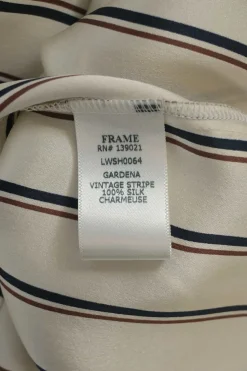 FRAME
RN# 139021
LWSH0064
GARDENA
VINTAGE STRIPE
100% SILK
CHARMEUSE